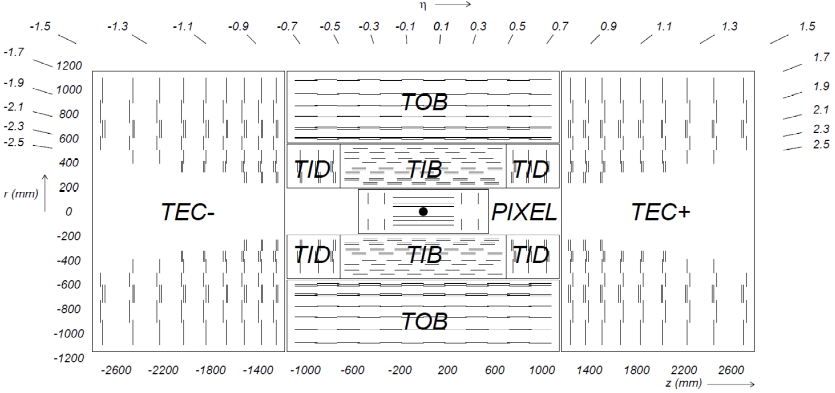 η
-1.5 -1.3 -1.1 -0.9 -0.7 -0.5 -0.3 -0.1 0.1 0.3 0.5 0.7 0.9 1.1 1.3 1.5
-1.7 1.7
1200
-1.9 1000 1.9
-2.1 800 TOB 2.1
-2.3 600 2.3
-2.5 2.5
400 TID TIB TID
r (mm) 200
0 TEC- PIXEL TEC+
-200
-400 TID TIB TID
-600
-800 TOB
-1000
-1200
-2600 -2200 -1800 -1400 -1000 -600 -200 200 600 1000 1400 1800 2200 2600
z (mm)